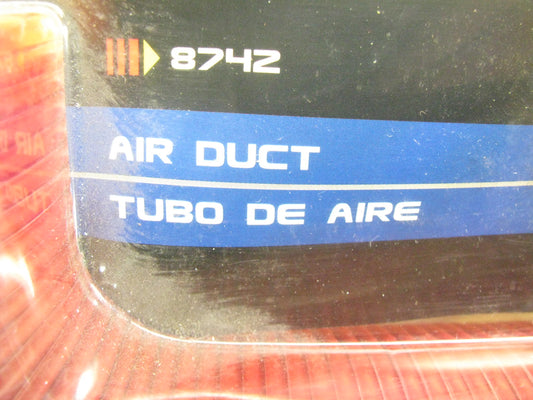 8742
AIR DUCT
TUBO DE AIRE